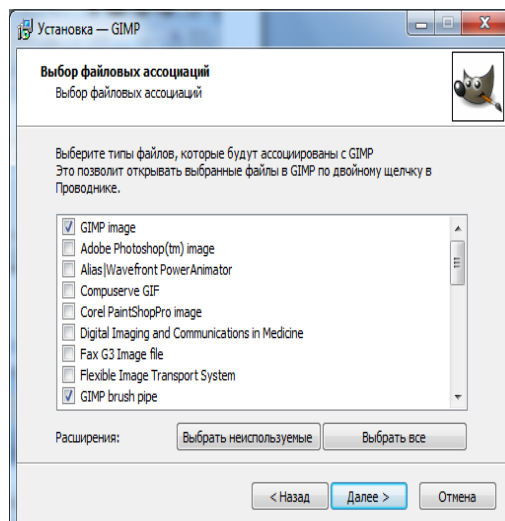 Установка — GIMP
Выбор файловых ассоциаций
Выбор файловых ассоциаций
Выберите типы файлов, которые будут ассоциированы с GIMP
Это позволит открывать выбранные файлы в GIMP по двойному щелчку в
Проводнике.
GIMP image
Adobe Photoshop(tm) image
Alias|Wavefront PowerAnimator
Compuserve GIF
Corel PaintShopPro image
Digital Imaging and Communications in Medicine
Fax G3 Image file
Flexible Image Transport System
GIMP brush pipe
Расширения:
Выбрать неиспользуемые
Выбрать все
< Назад
Далее >
Отмена